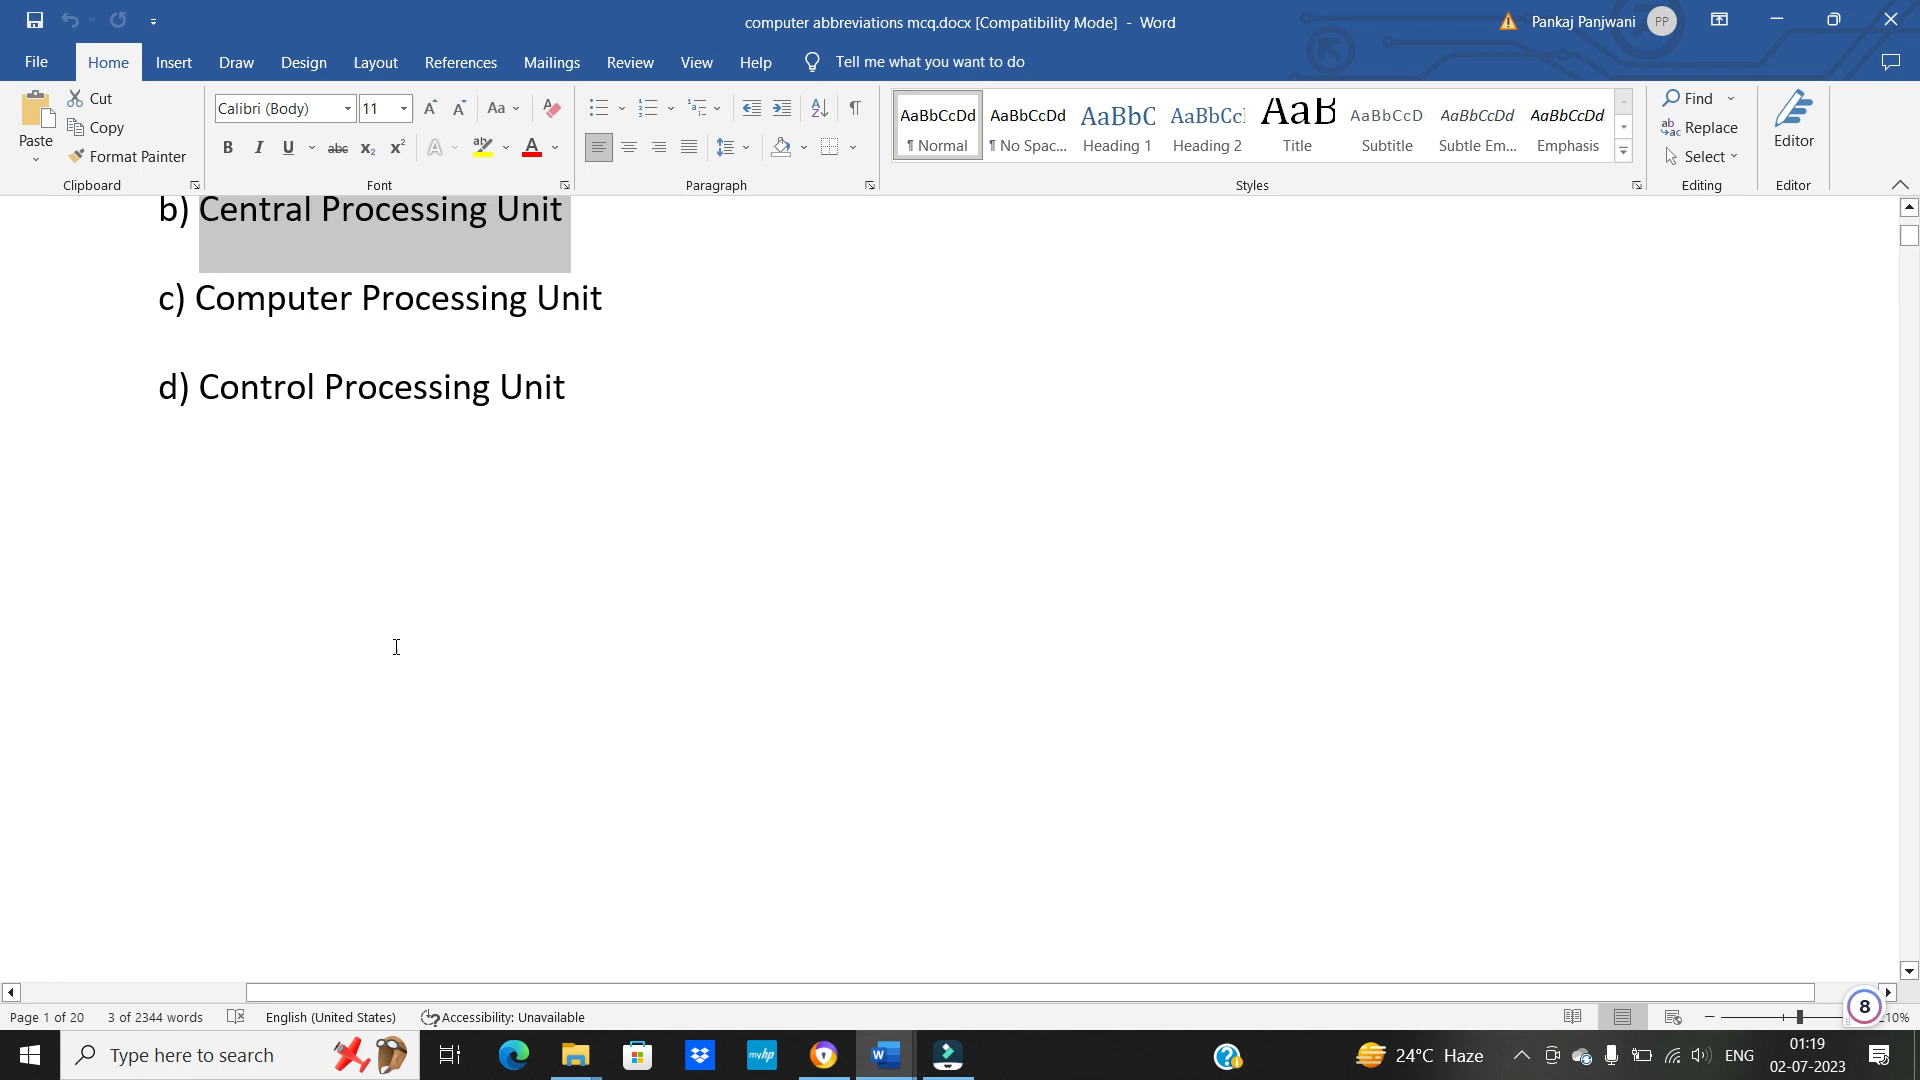 computer abbreviations mcq.docx [Compatibility Mode] - Word
Pankaj Panjwani PP
File Home Insert Draw Design Layout References Mailings Review View Help Tell me what you want to do
Paste
Cut
Copy
Format Painter
Clipboard
Calibri (Body) 11
Font
Paragraph
AaBbCcDd AaBbCcDd AaBbC AaBbCc AaB AaBbCcD AaBbCcDd AaBbCcDd
¶ Normal ¶ No Spac... Heading 1 Heading 2 Title Subtitle Subtle Em... Emphasis
Styles
Find
Replace
Select
Editing
Editor
Editor
b) Central Processing Unit
c) Computer Processing Unit
d) Control Processing Unit
Page 1 of 20 3 of 2344 words English (United States) Accessibility: Unavailable
8
Type here to search
24°C Haze ENG
01:19
02-07-2023